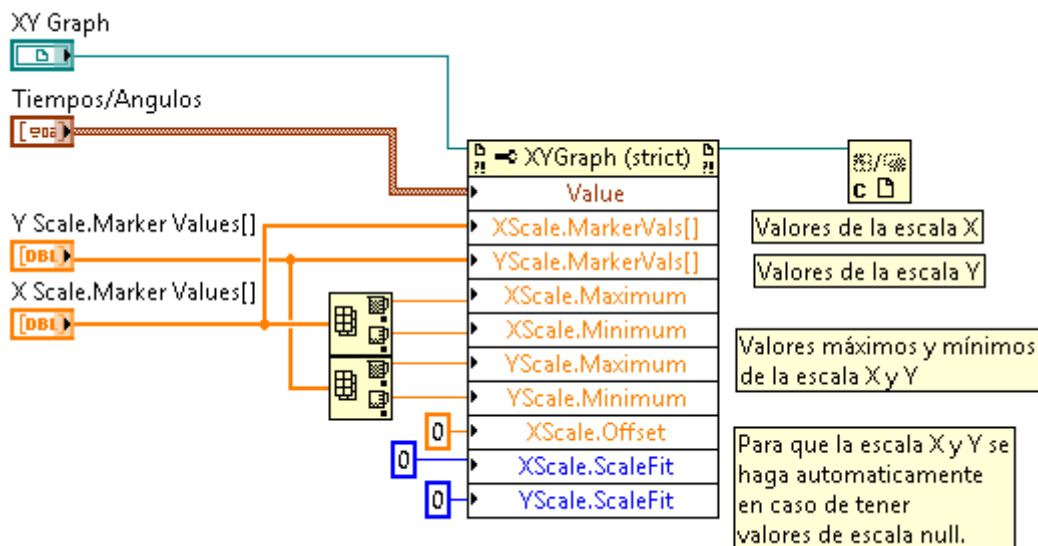 XY Graph
Tiempos/Angulos
Y Scale.Marker Values[]
[DBL]
X Scale.Marker Values[]
[DBL]
XYGraph (strict)
Value
XScale.MarkerVals[]
YScale.MarkerVals[]
XScale.Maximum
XScale.Minimum
YScale.Maximum
YScale.Minimum
XScale.Offset
XScale.ScaleFit
YScale.ScaleFit
0
0
0
C
Valores de la escala X
Valores de la escala Y
Valores máximos y mínimos
de la escala X y Y
Para que la escala X y Y se
haga automaticamente
en caso de tener
valores de escala null.